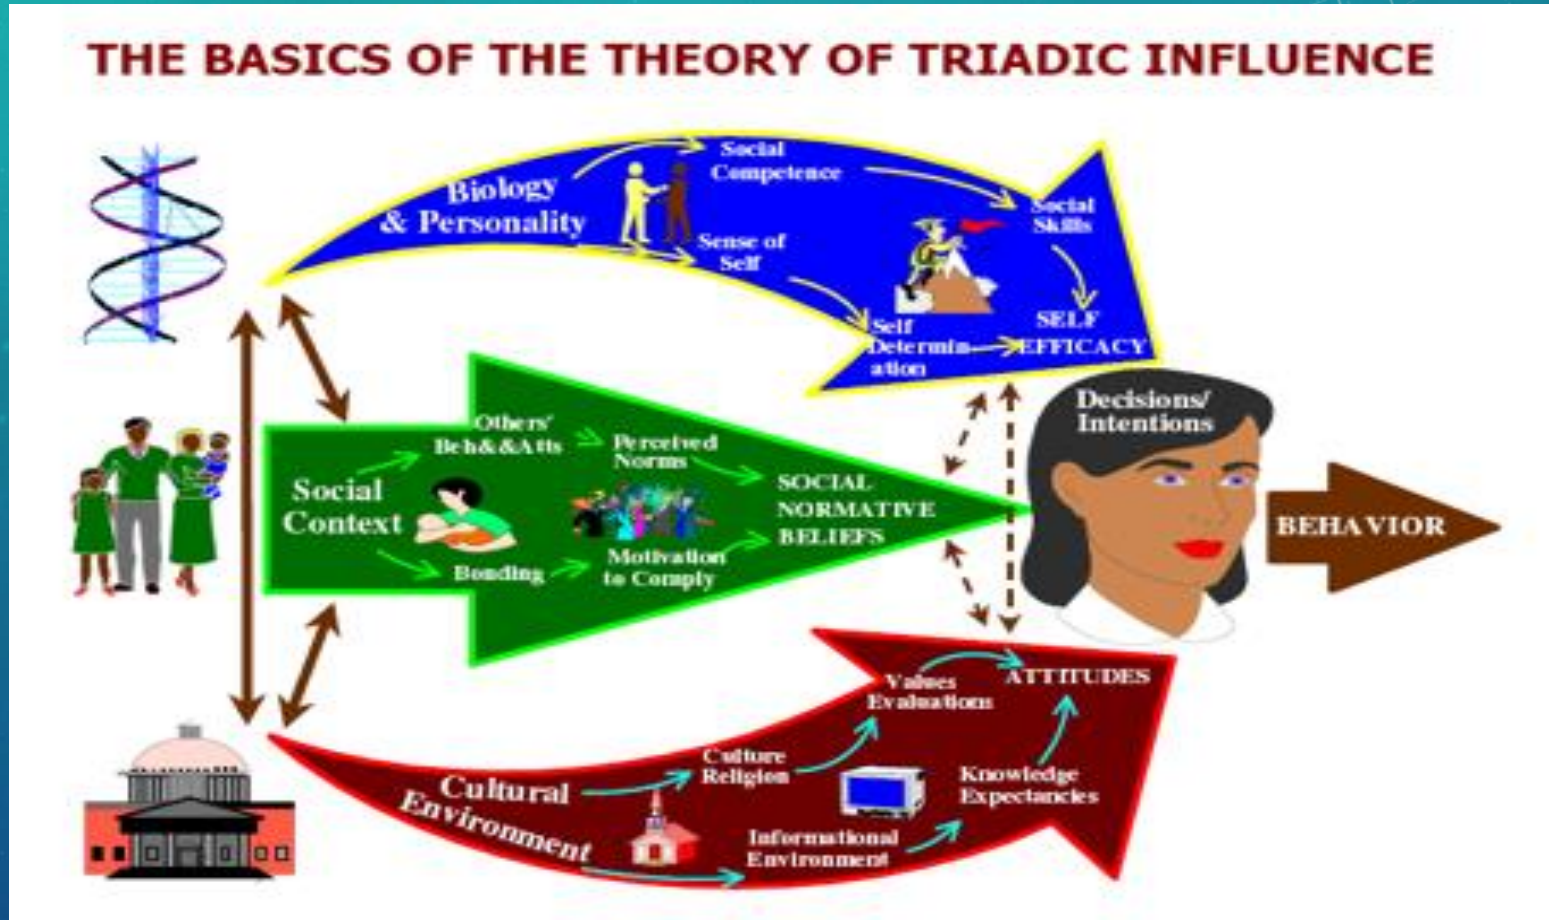 THE BASICS OF THE THEORY OF TRIADIC INFLUENCE
Biology
& Personality
Social
Competence
Sense of
Self
Social
Skills
Self
Determin-
ation
SELF
EFFICACY
Social
Context
Others'
Beh&&Atts
Bonding
Perceived
Norms
Motivation
to Comply
SOCIAL
NORMATIVE
BELIEFS
Decisions/
Intentions
BEHAVIOR
Cultural
Environment
Culture
Religion
Informational
Environment
Values
Evaluations
Knowledge
Expectancies
ATTITUDES